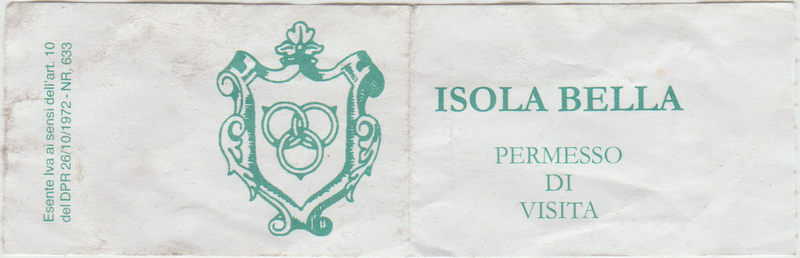 Esente Iva ai sensi dell'art. 10
del DPR 26/10/1972 - NR. 633
ISOLA BELLA
PERMESSO
DI
VISITA